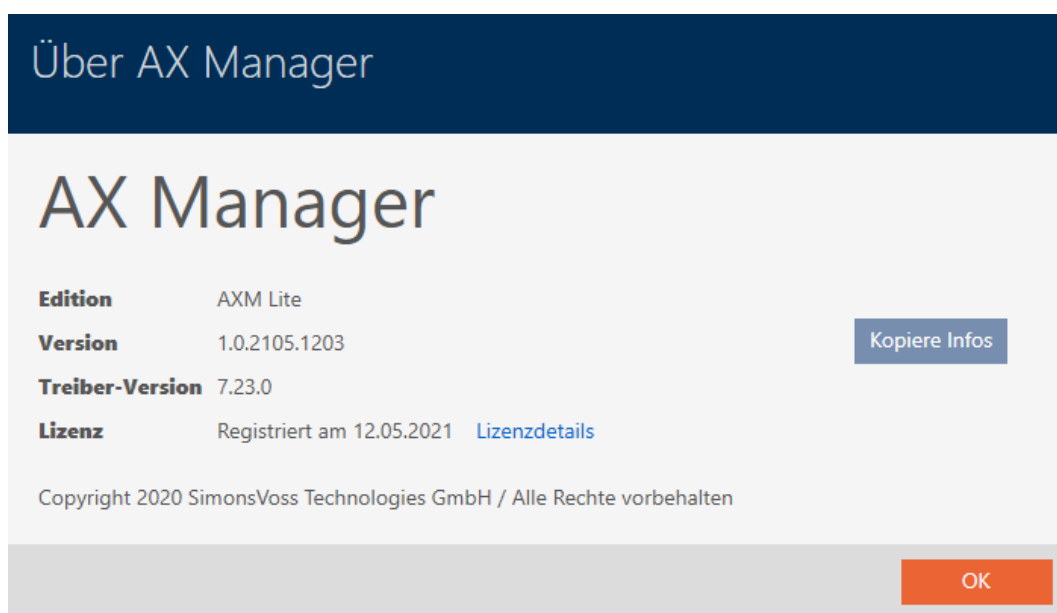 Über AX Manager
AX Manager
Edition AXM Lite
Version 1.0.2105.1203
Kopiere Infos
Treiber-Version 7.23.0
Lizenz Registriert am 12.05.2021 Lizenzdetails
Copyright 2020 SimonsVoss Technologies GmbH / Alle Rechte vorbehalten
OK